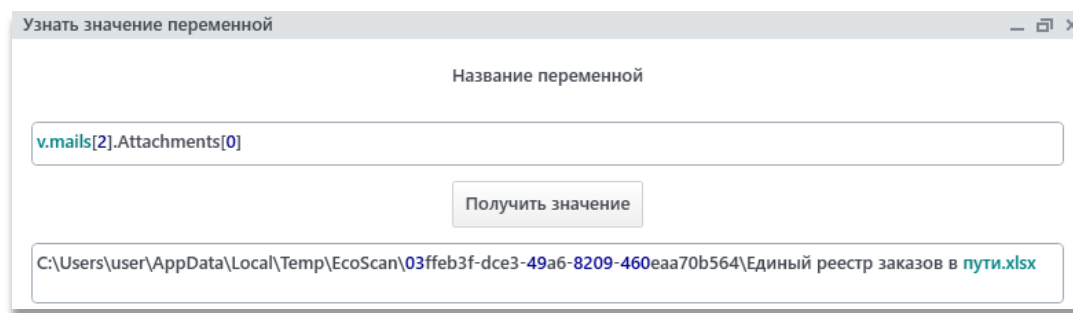 Узнать значение переменной
Название переменной
v.mails[2].Attachments[0]
Получить значение
C:\Users\user\AppData\Local\Temp\EcoScan\03ffeb3f-dce3-49a6-8209-460eaa70b564\Единый реестр заказов в пути.xlsx